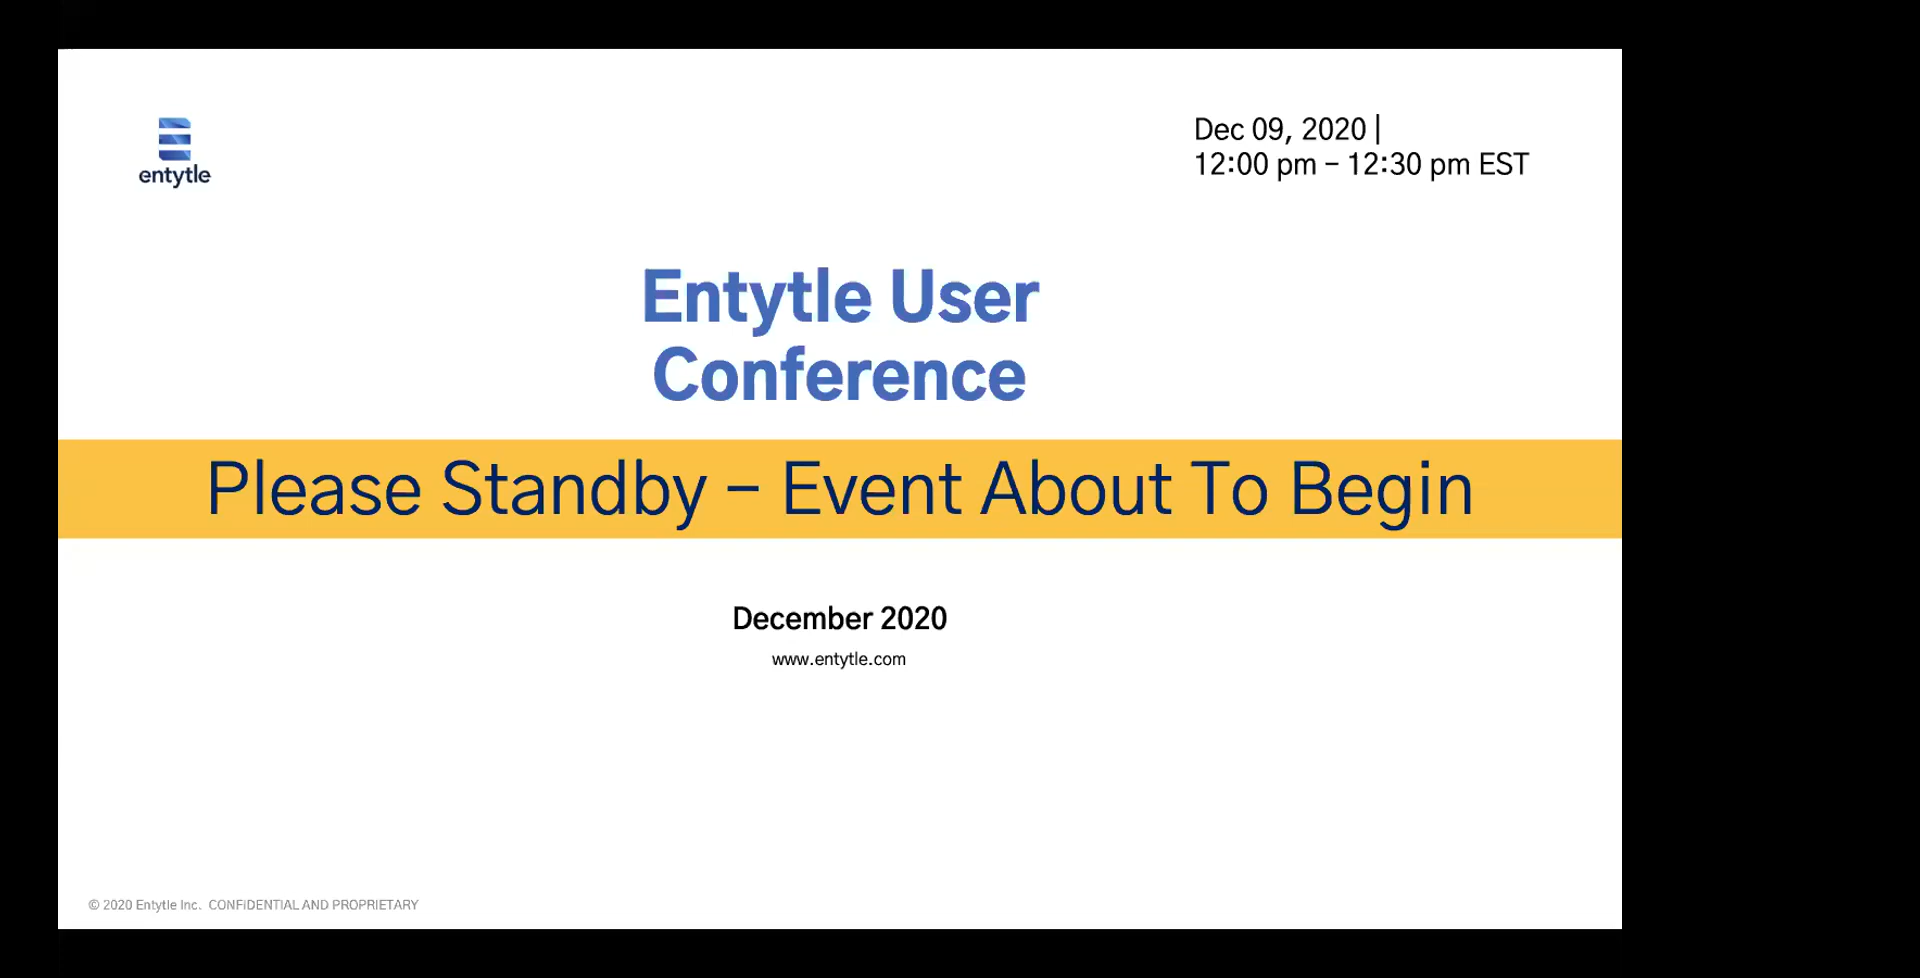 entytle
Dec 09, 2020 |
12:00 pm – 12:30 pm EST
Entytle User
Conference
Please Standby – Event About To Begin
December 2020
www.entytle.com
© 2020 Entytle Inc. CONFIDENTIAL AND PROPRIETARY